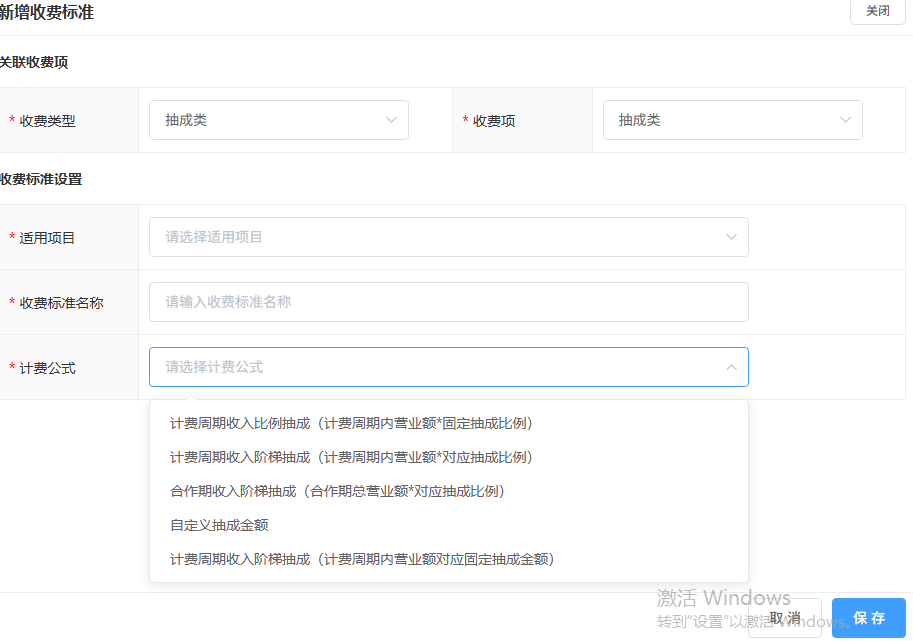 新增收费标准
关闭
关联收费项
* 收费类型
抽成类
* 收费项
抽成类
收费标准设置
* 适用项目
请选择适用项目
* 收费标准名称
请输入收费标准名称
* 计费公式
请选择计费公式
计费周期收入比例抽成（计费周期内营业额*固定抽成比例）
计费周期收入阶梯抽成（计费周期内营业额*对应抽成比例）
合作期收入阶梯抽成（合作期总营业额*对应抽成比例）
自定义抽成金额
计费周期收入阶梯抽成（计费周期内营业额对应固定抽成金额）
激活 Windows
转到"设置"以激活 Windows。
取消
保存